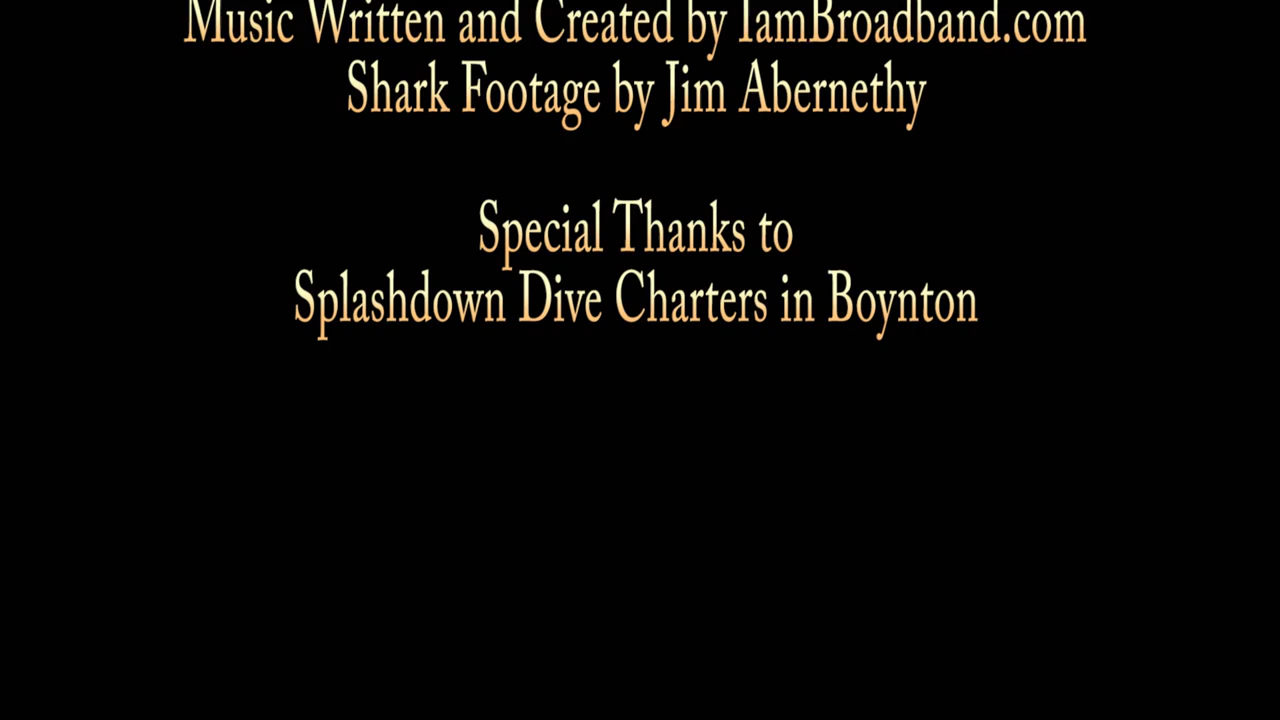 Music Written and Created by IamBroadband.com
Shark Footage by Jim Abernethy
Special Thanks to
Splashdown Dive Charters in Boynton